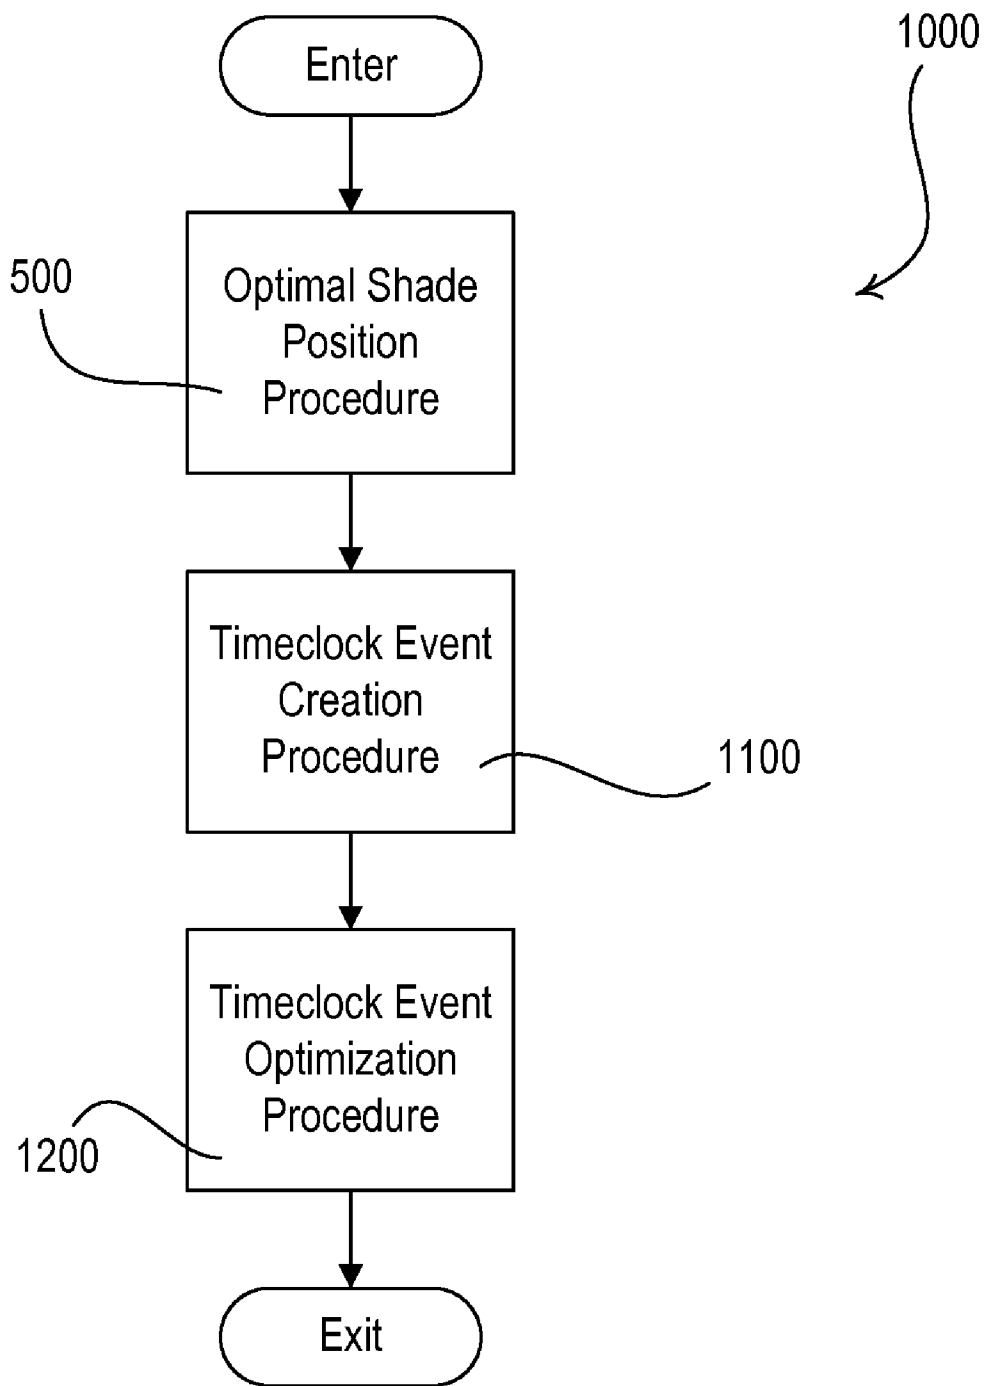 Enter
1000
500
Optimal Shade
Position
Procedure
Timeclock Event
Creation
Procedure
1100
Timeclock Event
Optimization
Procedure
1200
Exit